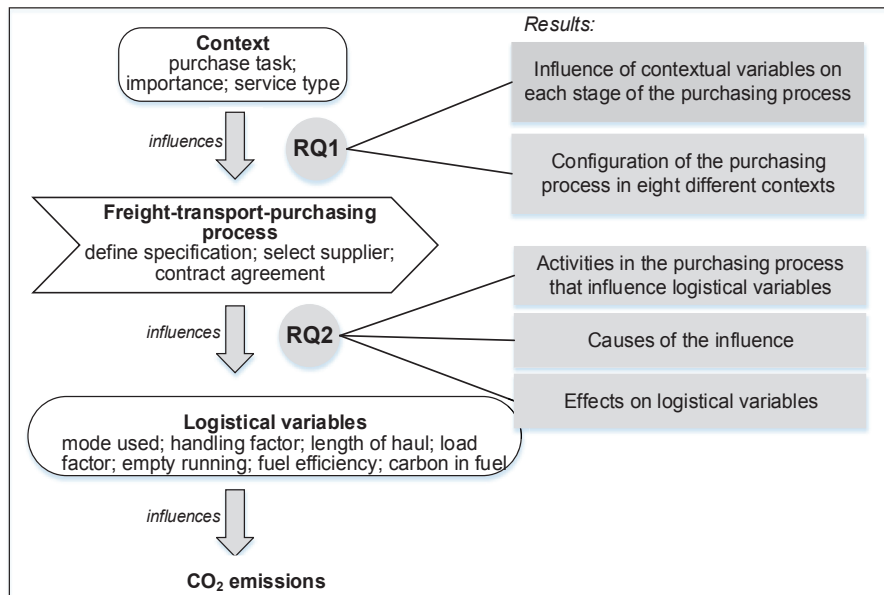 Results:
Context
purchase task;
importance; service type
influences
RQ1
Influence of contextual variables on
each stage of the purchasing process
Configuration of the purchasing
process in eight different contexts
Freight-transport-purchasing
process
define specification; select supplier;
contract agreement
influences
RQ2
Activities in the purchasing process
that influence logistical variables
Causes of the influence
Effects on logistical variables
Logistical variables
mode used; handling factor; length of haul; load
factor; empty running; fuel efficiency; carbon in fuel
influences
CO₂ emissions